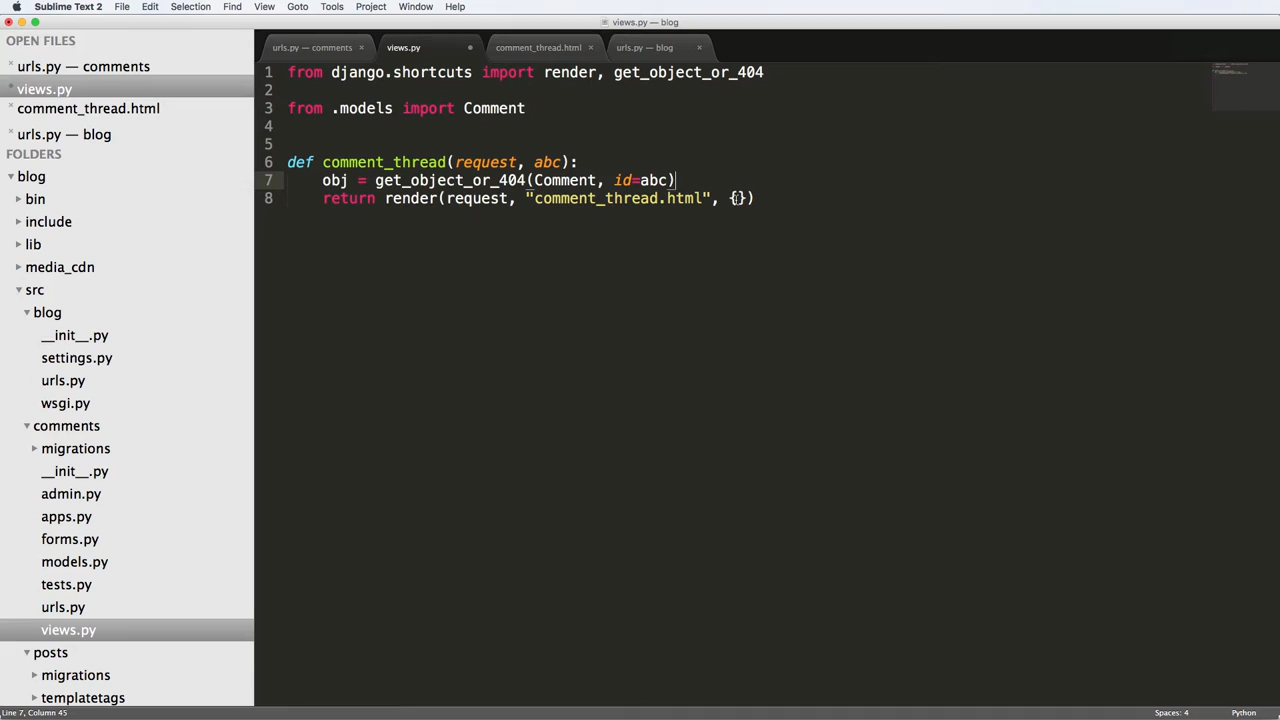 Sublime Text 2 File Edit Selection Find View Goto Tools Project Window Help
views.py — blog
OPEN FILES
urls.py — comments
views.py
comment_thread.html
urls.py — blog
FOLDERS
blog
bin
include
lib
media_cdn
src
blog
__init__.py
settings.py
urls.py
wsgi.py
comments
migrations
__init__.py
admin.py
apps.py
forms.py
models.py
tests.py
urls.py
views.py
posts
migrations
templatetags
urls.py — comments × views.py comment_thread.html × urls.py — blog ×
1 from django.shortcuts import render, get_object_or_404
2
3 from .models import Comment
4
5
6 def comment_thread(request, abc):
7     obj = get_object_or_404(Comment, id=abc)
8     return render(request, "comment_thread.html", {})
Line 7, Column 45 Spaces: 4 Python